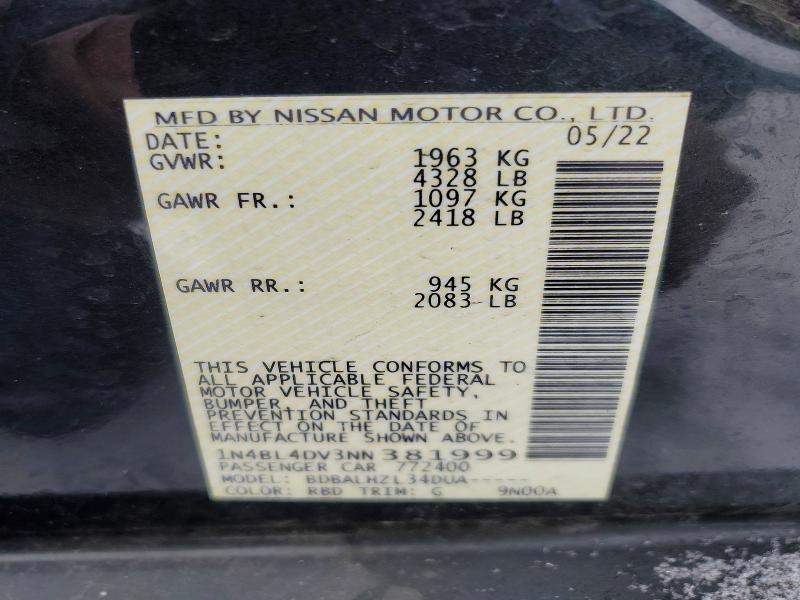 MFD BY NISSAN MOTOR CO., LTD.
DATE: 05/22
GVWR: 1963 KG
4328 LB
GAWR FR.: 1097 KG
2418 LB
GAWR RR.: 945 KG
2083 LB
THIS VEHICLE CONFORMS TO
ALL APPLICABLE FEDERAL
MOTOR VEHICLE SAFETY,
BUMPER, AND THEFT
PREVENTION STANDARDS IN
EFFECT ON THE DATE OF
MANUFACTURE SHOWN ABOVE.
1N4BL4DV3NN381999
PASSENGER CAR 772400
MODEL: BDBALHZL34DUA-----
COLOR: RBD TRIM: G 9N00A